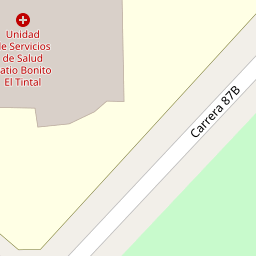 Unidad
de Servicios
de Salud
Patio Bonito
El Tintal
Carrera 87B